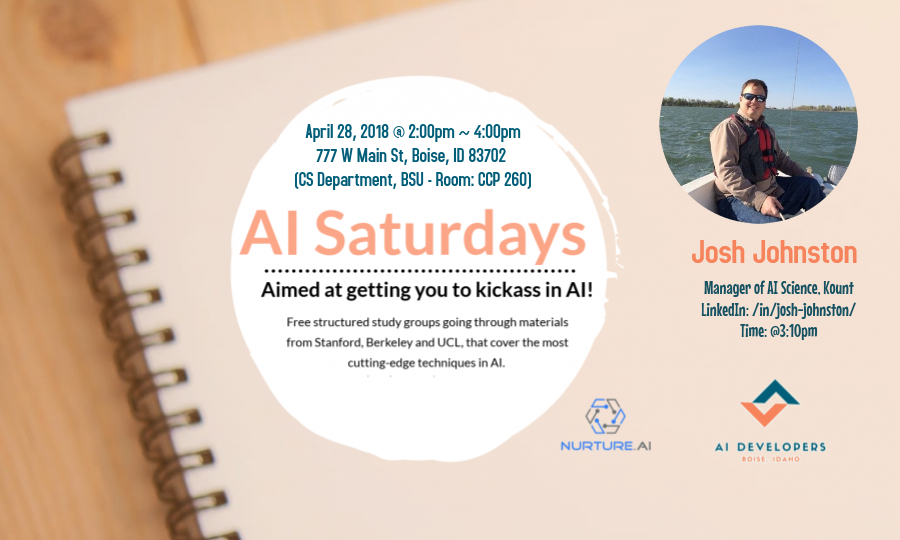 April 28, 2018 @ 2:00pm ~ 4:00pm
777 W Main St, Boise, ID 83702
(CS Department, BSU - Room: CCP 260)
AI Saturdays
Aimed at getting you to kickass in AI!
Free structured study groups going through materials
from Stanford, Berkeley and UCL, that cover the most
cutting-edge techniques in AI.
Josh Johnston
Manager of AI Science, Kount
LinkedIn: /in/josh-johnston/
Time: @3:10pm
NURTURE.AI
AI DEVELOPERS
BOISE, IDAHO